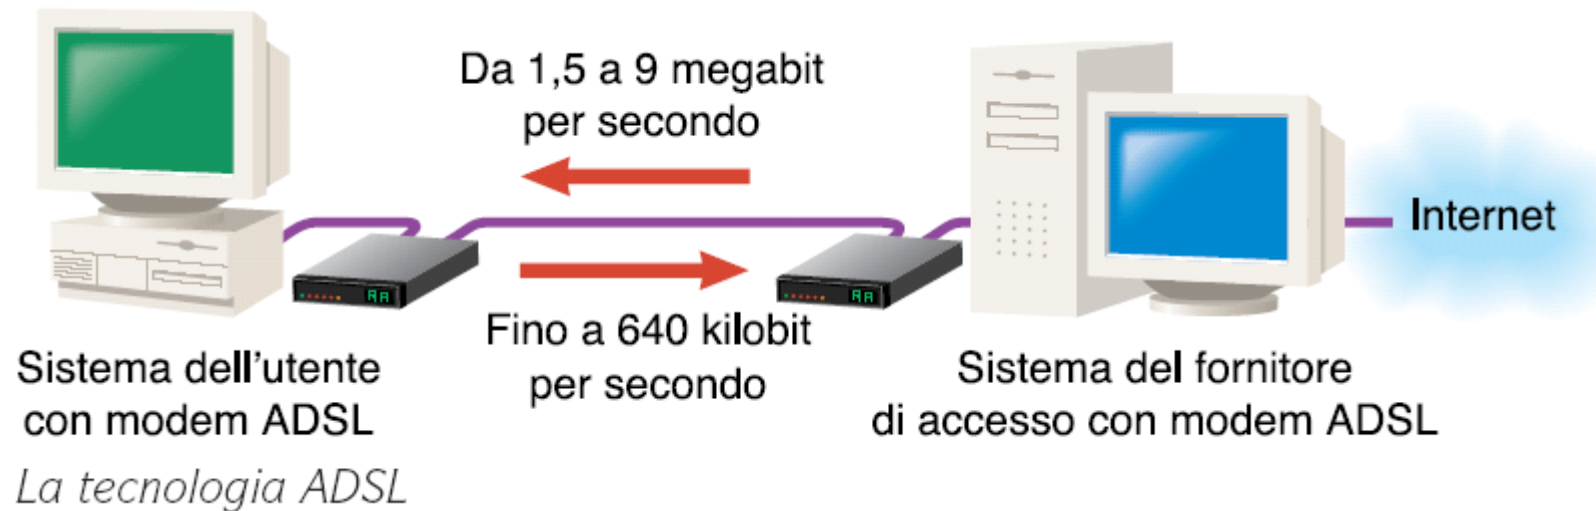 Da 1,5 a 9 megabit
per secondo
Internet
Fino a 640 kilobit
per secondo
Sistema dell'utente
con modem ADSL
Sistema del fornitore
di accesso con modem ADSL
La tecnologia ADSL